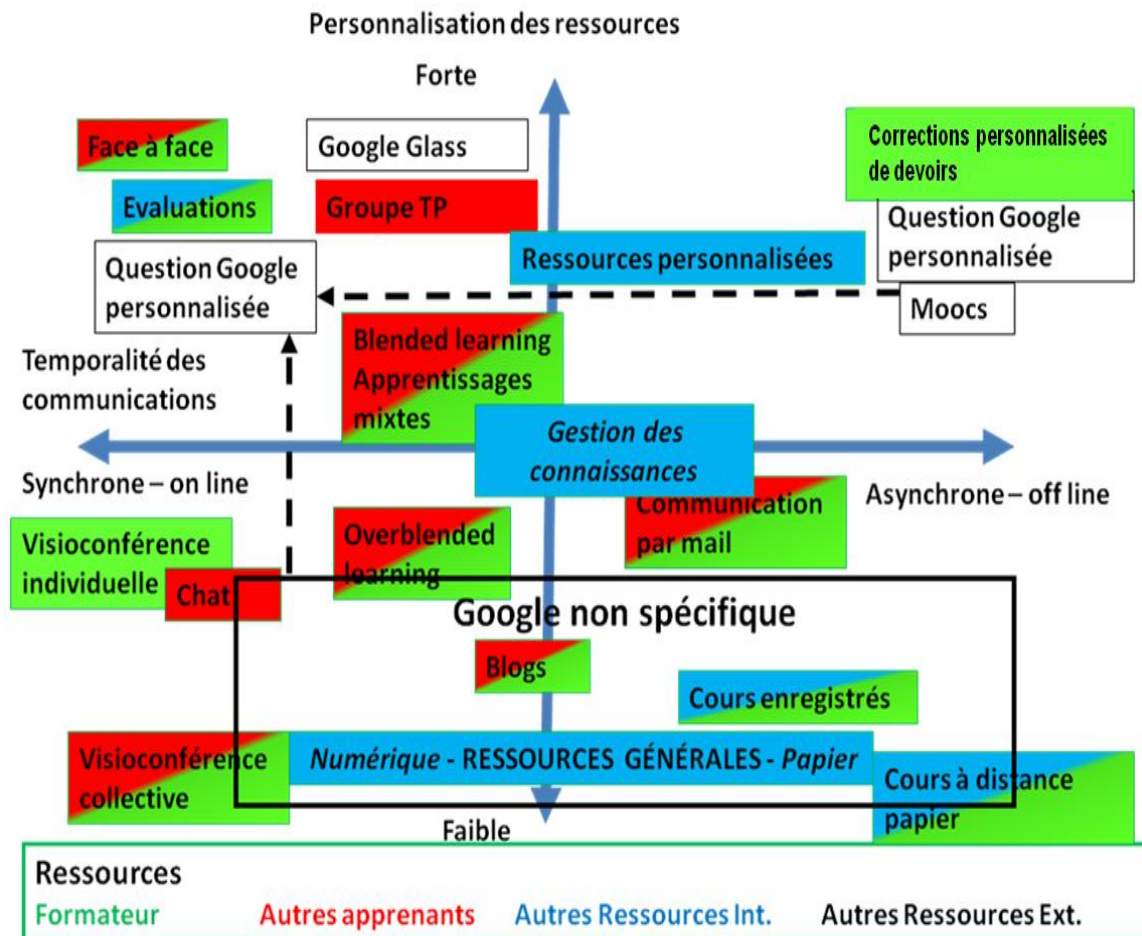 Personnalisation des ressources
Forte
Face à face
Google Glass
Corrections personnalisées
de devoirs
Evaluations
Groupe TP
Question Google
personnalisée
Ressources personnalisées
Question Google
personnalisée
Moocs
Blended learning
Apprentissages
mixtes
Temporalité des
communications
Gestion des
connaissances
Synchrone – on line
Asynchrone – off line
Visioconférence
individuelle
Chat
Overblended
learning
Communication
par mail
Google non spécifique
Blogs
Cours enregistrés
Visioconférence
collective
Numérique - RESSOURCES GÉNÉRALES - Papier
Cours à distance
papier
Faible
Ressources
Formateur Autres apprenants Autres Ressources Int. Autres Ressources Ext.